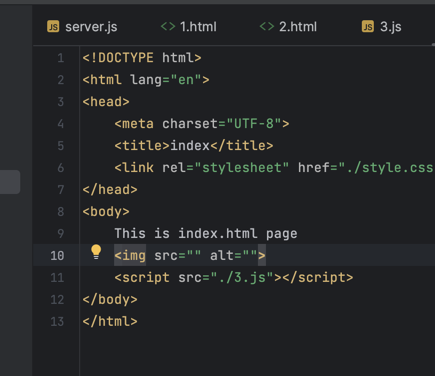 server.js 1.html 2.html 3.js
1 <!DOCTYPE html>
2 <html lang="en">
3 <head>
4 <meta charset="UTF-8">
5 <title>index</title>
6 <link rel="stylesheet" href="./style.css
7 </head>
8 <body>
9 This is index.html page
10 <img src="" alt="">
11 <script src="./3.js"></script>
12 </body>
13 </html>